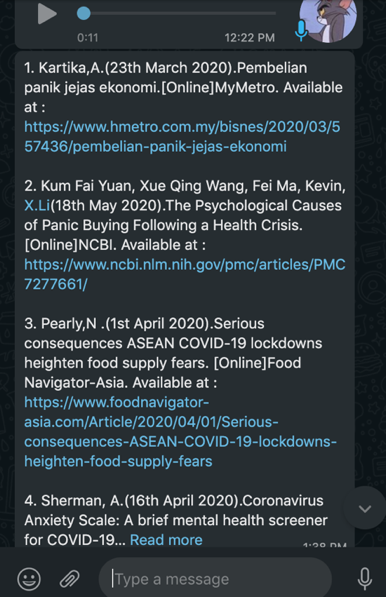 0:11
12:22 PM
1. Kartika,A.(23th March 2020).Pembelian
panik jejas ekonomi.[Online]MyMetro. Available
at :
https://www.hmetro.com.my/bisnes/2020/03/5
57436/pembelian-panik-jejas-ekonomi
2. Kum Fai Yuan, Xue Qing Wang, Fei Ma, Kevin,
X.Li(18th May 2020).The Psychological Causes
of Panic Buying Following a Health Crisis.
[Online]NCBI. Available at :
https://www.ncbi.nlm.nih.gov/pmc/articles/PMC
7277661/
3. Pearly,N .(1st April 2020).Serious
consequences ASEAN COVID-19 lockdowns
heighten food supply fears. [Online]Food
Navigator-Asia. Available at :
https://www.foodnavigator-
asia.com/Article/2020/04/01/Serious-
consequences-ASEAN-COVID-19-lockdowns-
heighten-food-supply-fears
4. Sherman, A.(16th April 2020).Coronavirus
Anxiety Scale: A brief mental health screener
for COVID-19... Read more
1:38 PM
Type a message